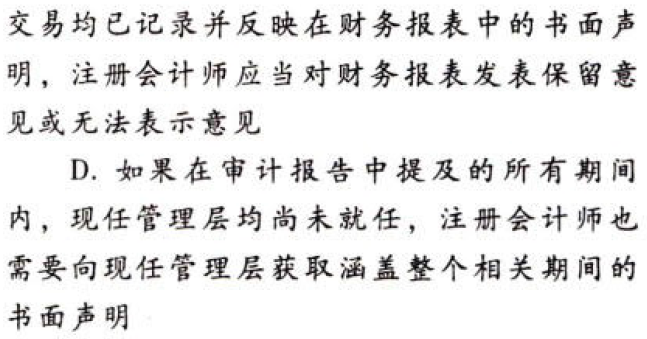 交易均已记录并反映在财务报表中的书面声
明，注册会计师应当对财务报表发表保留意
见或无法表示意见
D. 如果在审计报告中提及的所有期间
内，现任管理层均尚未就任，注册会计师也
需要向现任管理层获取涵盖整个相关期间的
书面声明